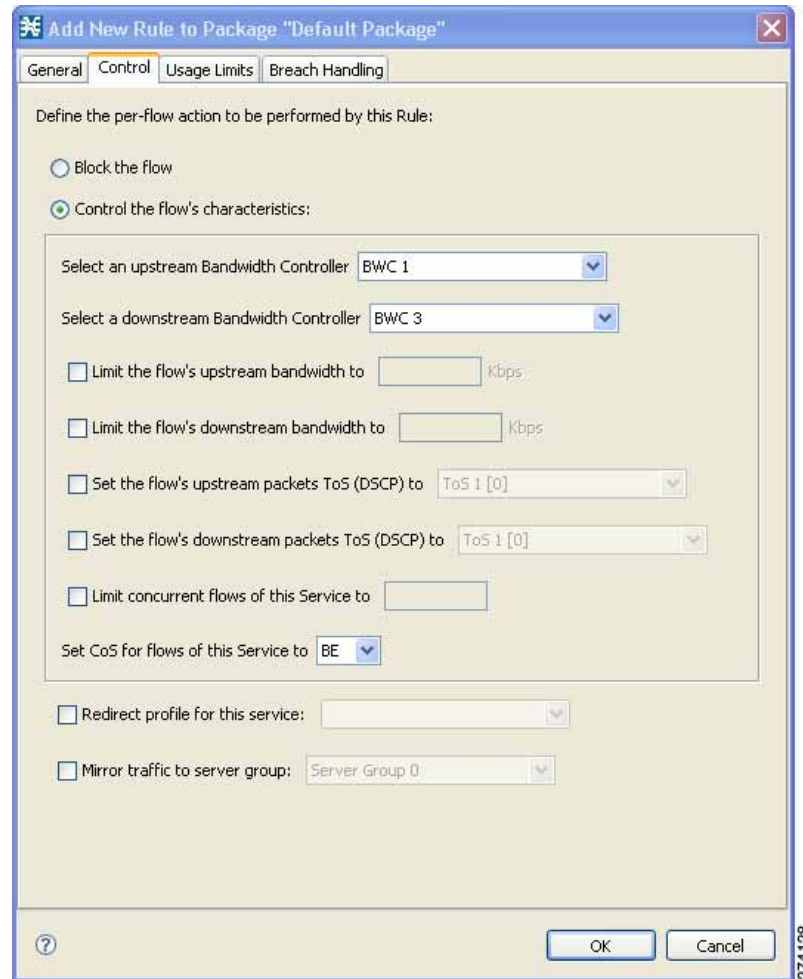 Add New Rule to Package "Default Package"
General Control Usage Limits Breach Handling
Define the per-flow action to be performed by this Rule:
Block the flow
Control the flow's characteristics:
Select an upstream Bandwidth Controller BWC 1
Select a downstream Bandwidth Controller BWC 3
Limit the flow's upstream bandwidth to Kbps
Limit the flow's downstream bandwidth to Kbps
Set the flow's upstream packets ToS (DSCP) to ToS 1 [0]
Set the flow's downstream packets ToS (DSCP) to ToS 1 [0]
Limit concurrent flows of this Service to
Set CoS for flows of this Service to BE
Redirect profile for this service:
Mirror traffic to server group: Server Group 0
? OK Cancel